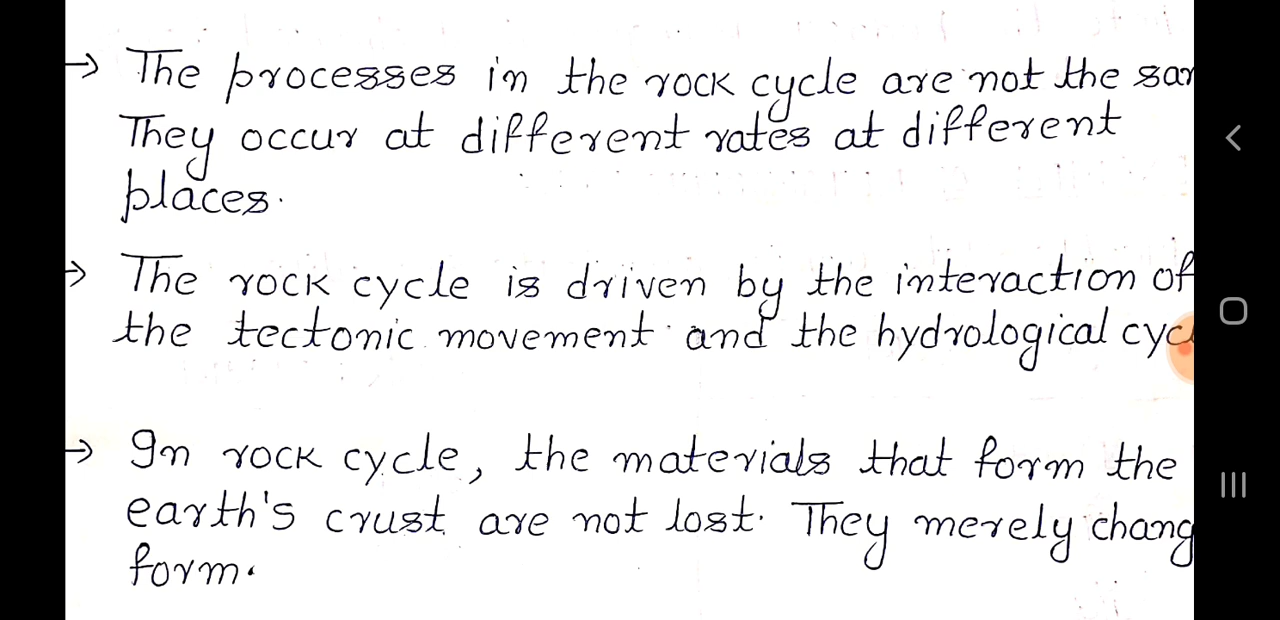 → The processes in the rock cycle are not the sam
They occur at different rates at different
places.
→ The rock cycle is driven by the interaction of
the tectonic movement and the hydrological cycl
→ In rock cycle, the materials that form the
earth's crust are not lost. They merely chang
form.